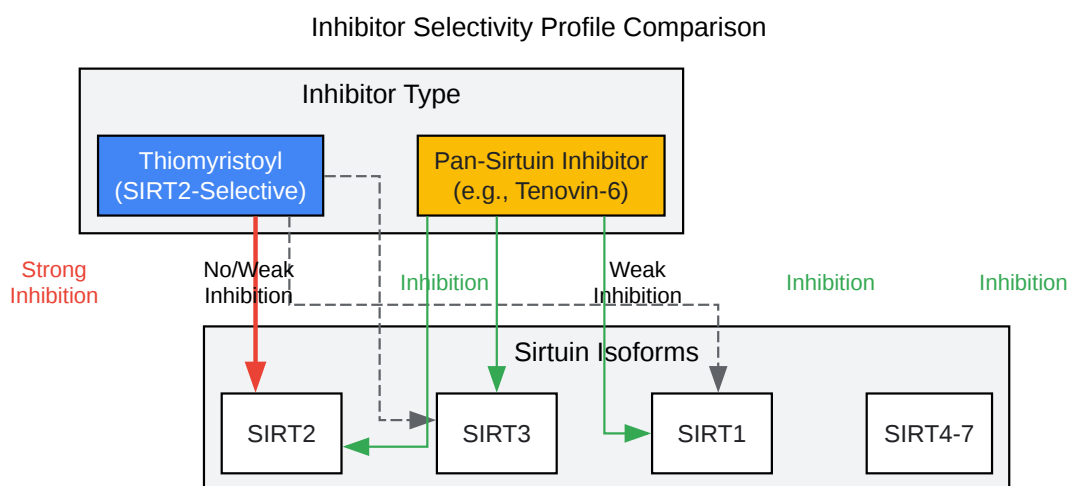 Inhibitor Selectivity Profile Comparison
Inhibitor Type
Thiomyristoyl
(SIRT2-Selective)
Pan-Sirtuin Inhibitor
(e.g., Tenovin-6)
Strong
Inhibition
No/Weak
Inhibition
Inhibition
Weak
Inhibition
Inhibition
Inhibition
Sirtuin Isoforms
SIRT2
SIRT3
SIRT1
SIRT4-7